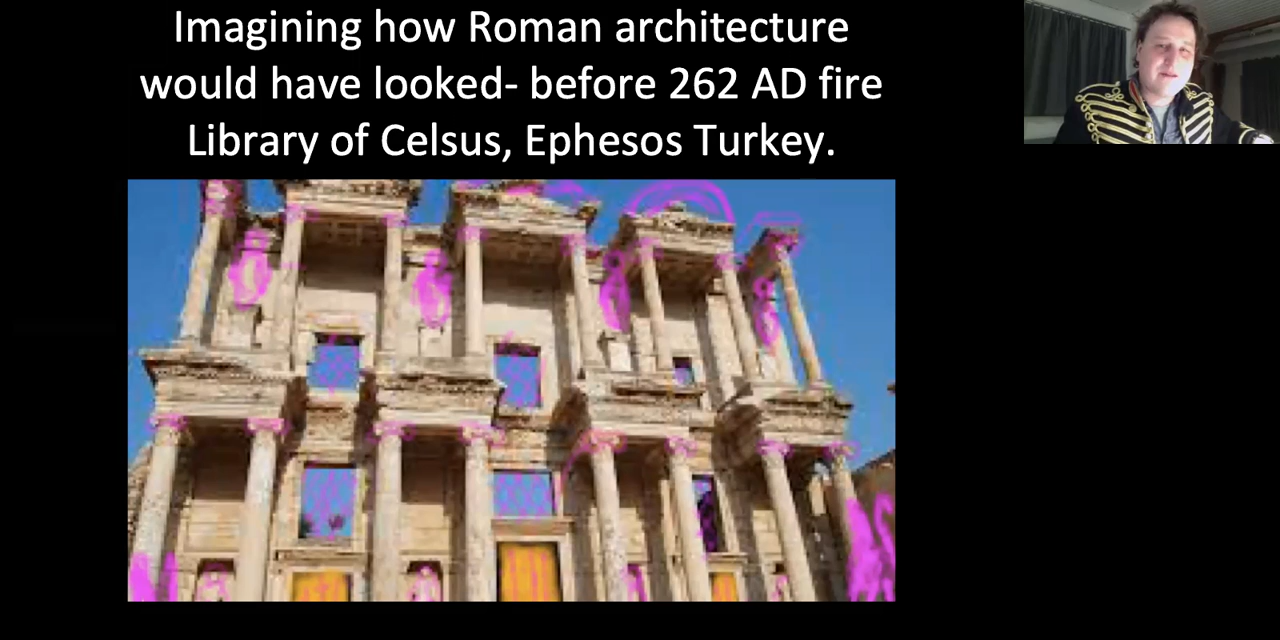 Imagining how Roman architecture
would have looked- before 262 AD fire
Library of Celsus, Ephesos Turkey.